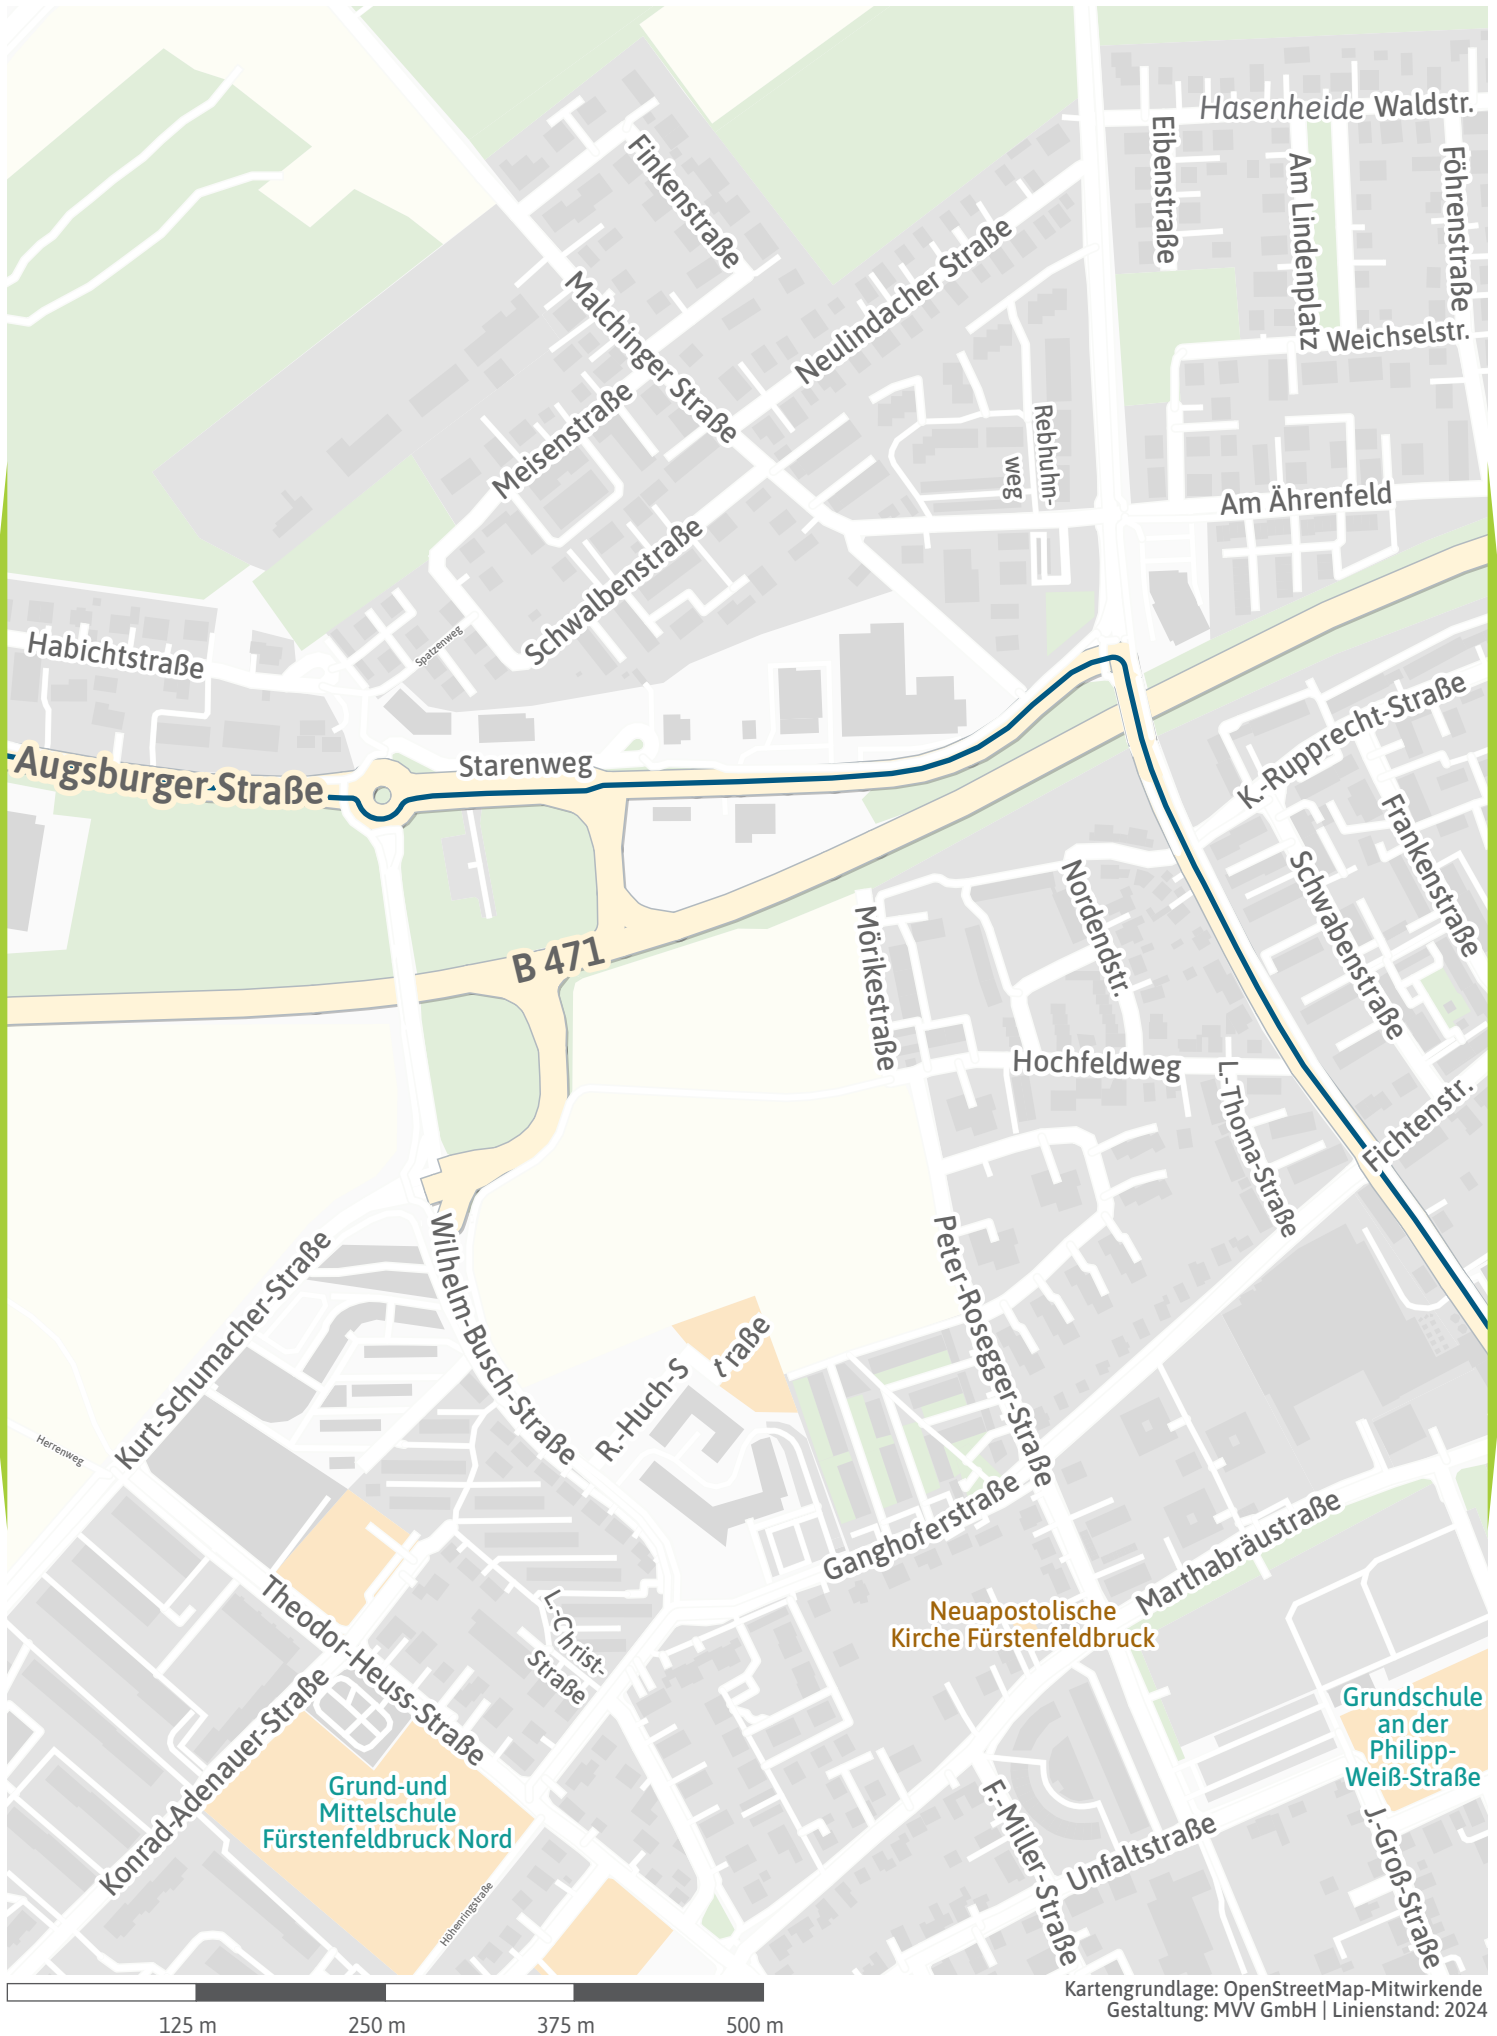 Hasenheide
Waldstr.
Finkenstraße
Eibenstraße
Am Lindenplatz
Föhrenstraße
Malchinger Straße
Neulindacher Straße
Weichselstr.
Meisenstraße
Rebhuhn-
weg
Am Ährenfeld
Schwalbenstraße
Spatzenweg
Habichtstraße
K.-Rupprecht-Straße
Augsburger Straße
Starenweg
Frankenstraße
Schwabenstraße
Nordendstr.
Mörikestraße
B 471
Hochfeldweg
L.-Thoma-Straße
Fichtenstr.
Kurt-Schumacher-Straße
Wilhelm-Busch-Straße
Peter-Rosegger-Straße
R.-Huch-S traße
Herrenweg
Ganghoferstraße
Marthabräustraße
Theodor-Heuss-Straße
L.-Christ-
Straße
Neuapostolische
Kirche Fürstenfeldbruck
Konrad-Adenauer-Straße
Grundschule
an der
Philipp-
Weiß-Straße
Grund-und
Mittelschule
Fürstenfeldbruck Nord
F.-Miller-Straße
Unfaltstraße
J.-Groß-Straße
Höhenringstraße
Kartengrundlage: OpenStreetMap-Mitwirkende
Gestaltung: MVV GmbH | Linienstand: 2024
125 m
250 m
375 m
500 m